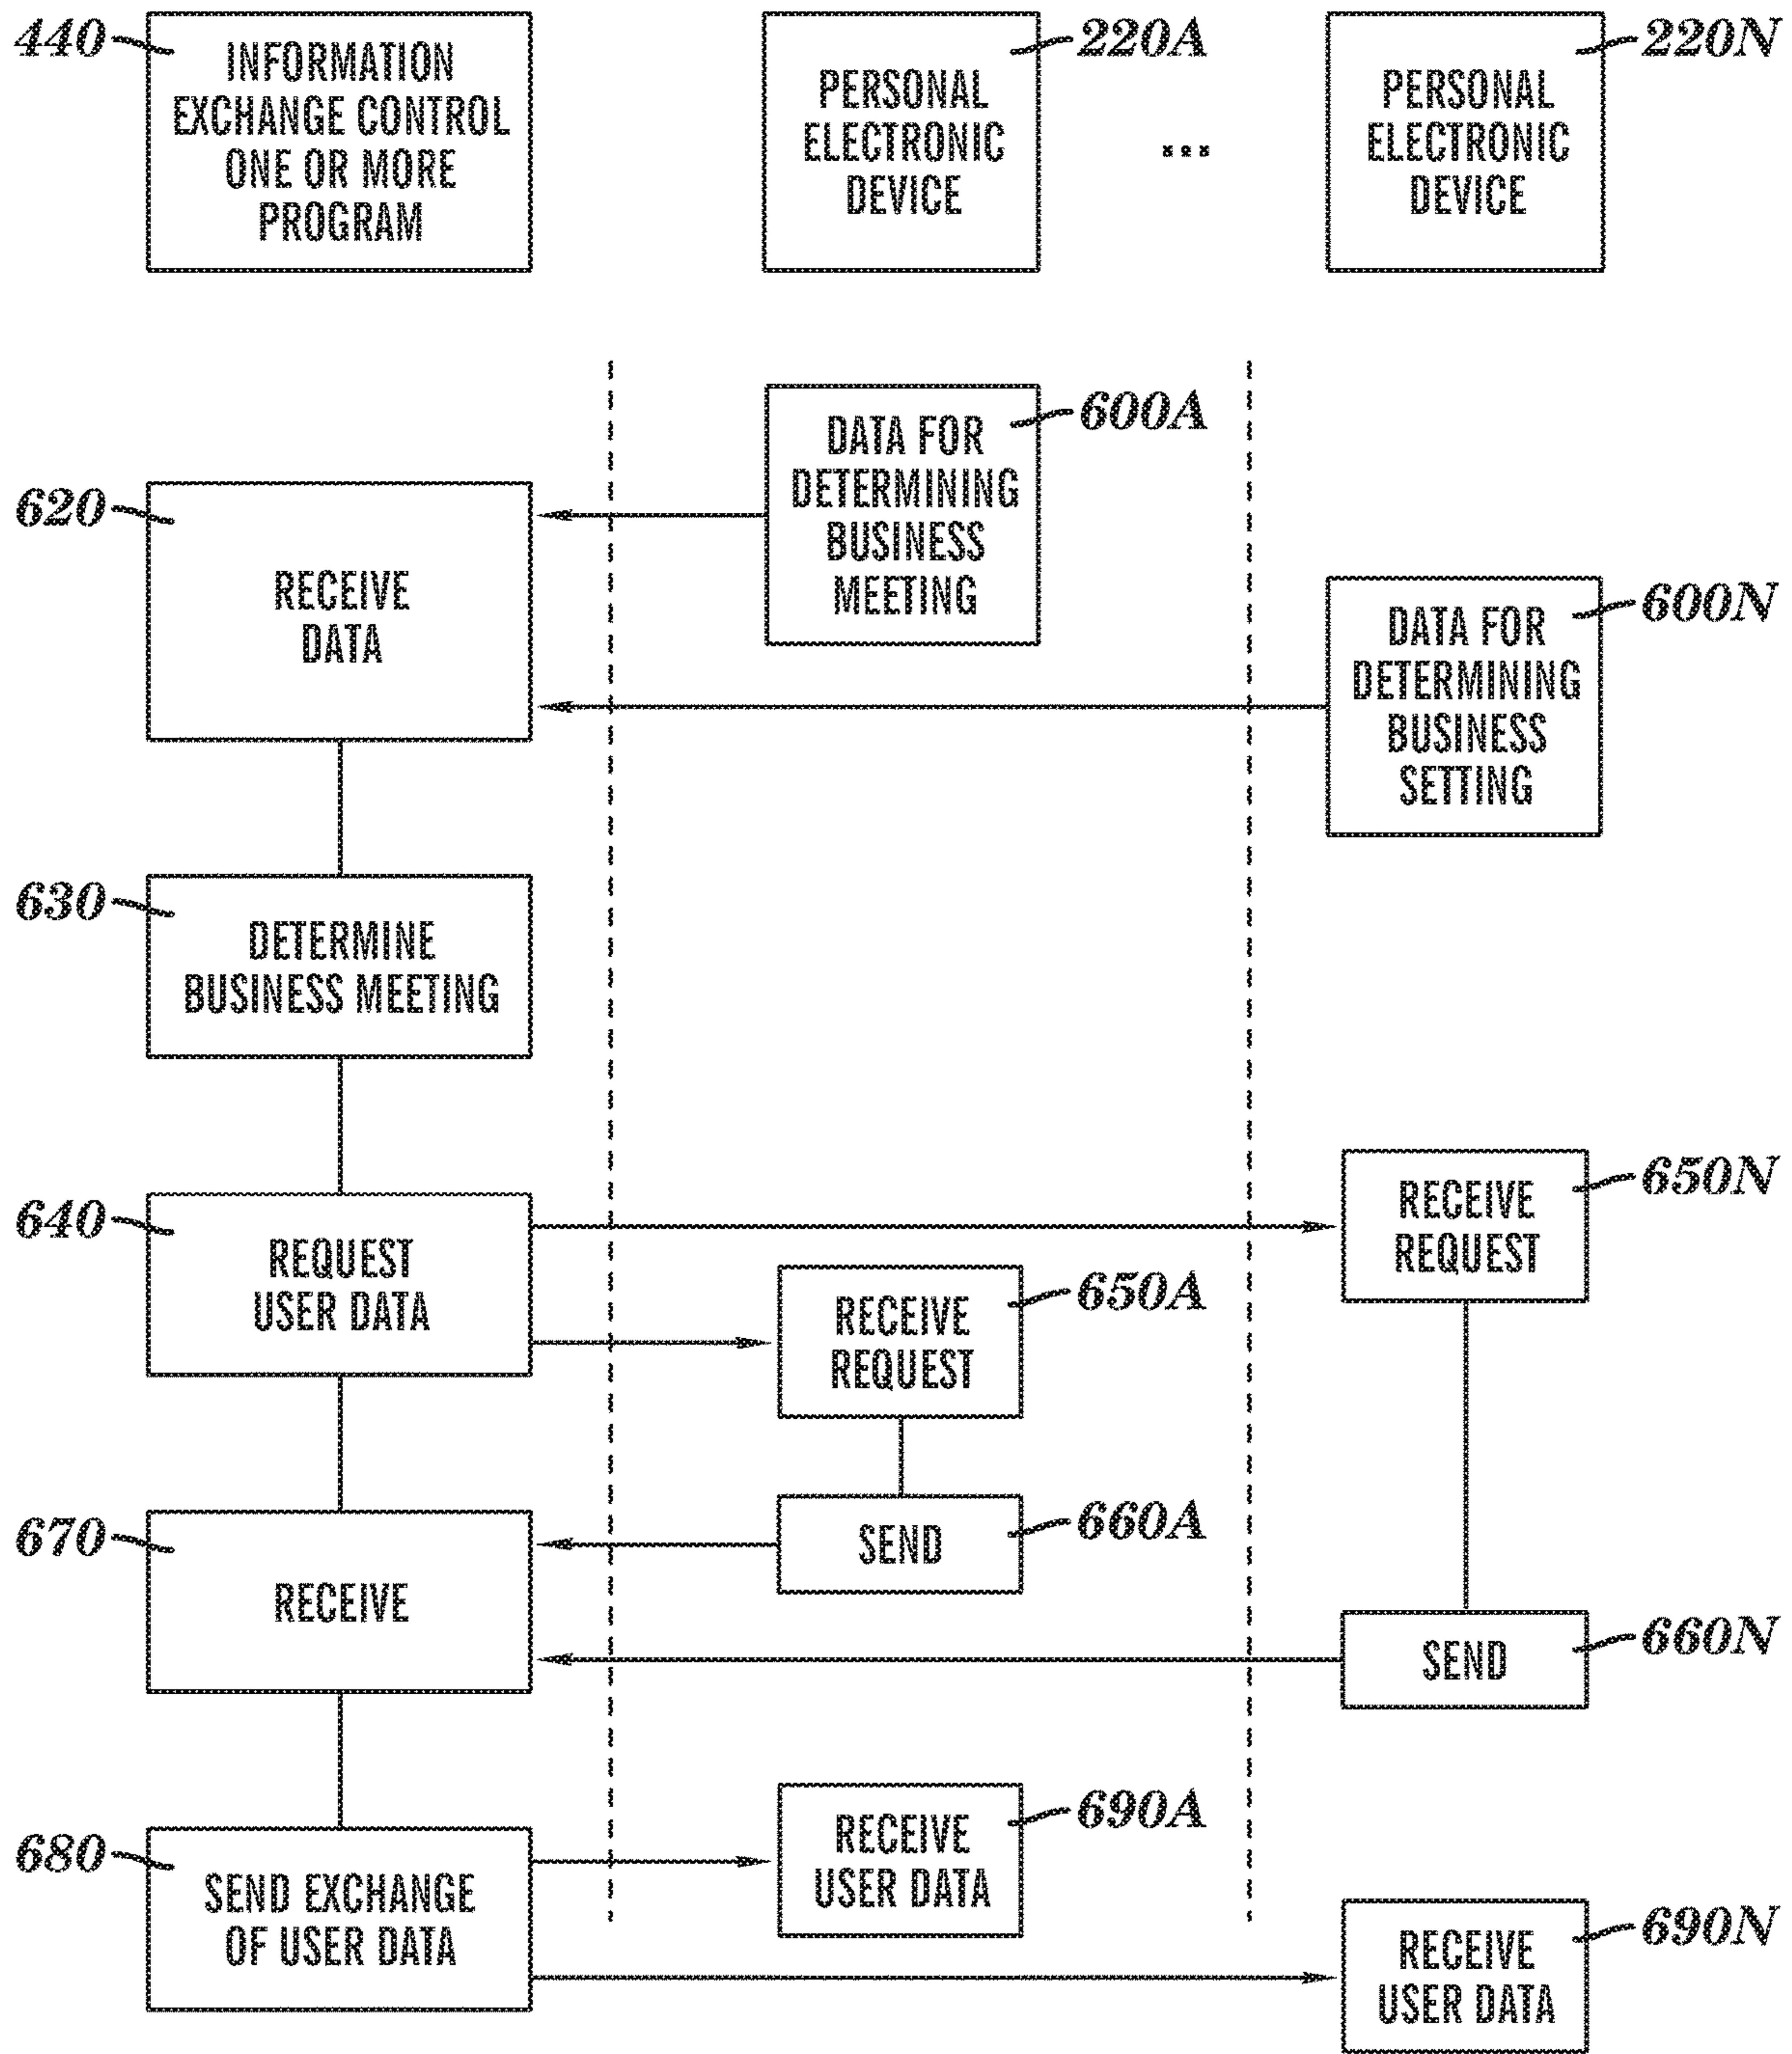 440
INFORMATION
EXCHANGE CONTROL
ONE OR MORE
PROGRAM
220A
PERSONAL
ELECTRONIC
DEVICE
...
220N
PERSONAL
ELECTRONIC
DEVICE
600A
DATA FOR
DETERMINING
BUSINESS
MEETING
620
RECEIVE
DATA
600N
DATA FOR
DETERMINING
BUSINESS
SETTING
630
DETERMINE
BUSINESS MEETING
640
REQUEST
USER DATA
650N
RECEIVE
REQUEST
650A
RECEIVE
REQUEST
660A
SEND
670
RECEIVE
660N
SEND
690A
RECEIVE
USER DATA
680
SEND EXCHANGE
OF USER DATA
690N
RECEIVE
USER DATA